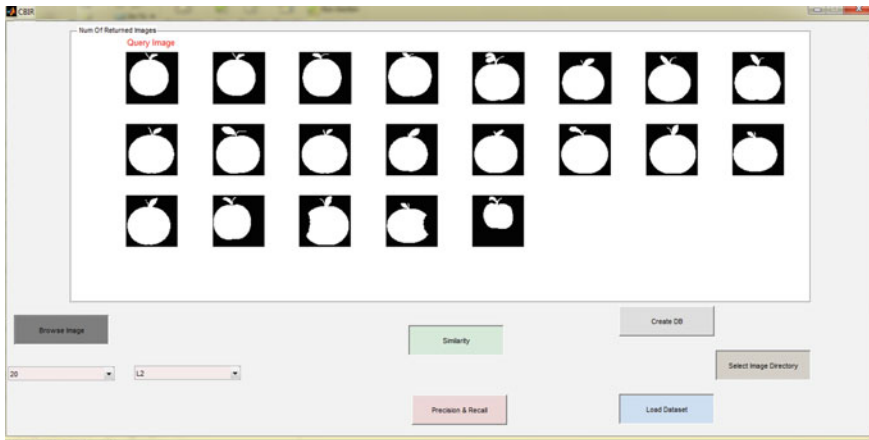 CBIR
Num Of Returned Images
Query Image
Browse Image
Create DB
Similarity
Select Image Directory
20
L2
Precision & Recall
Load Dataset